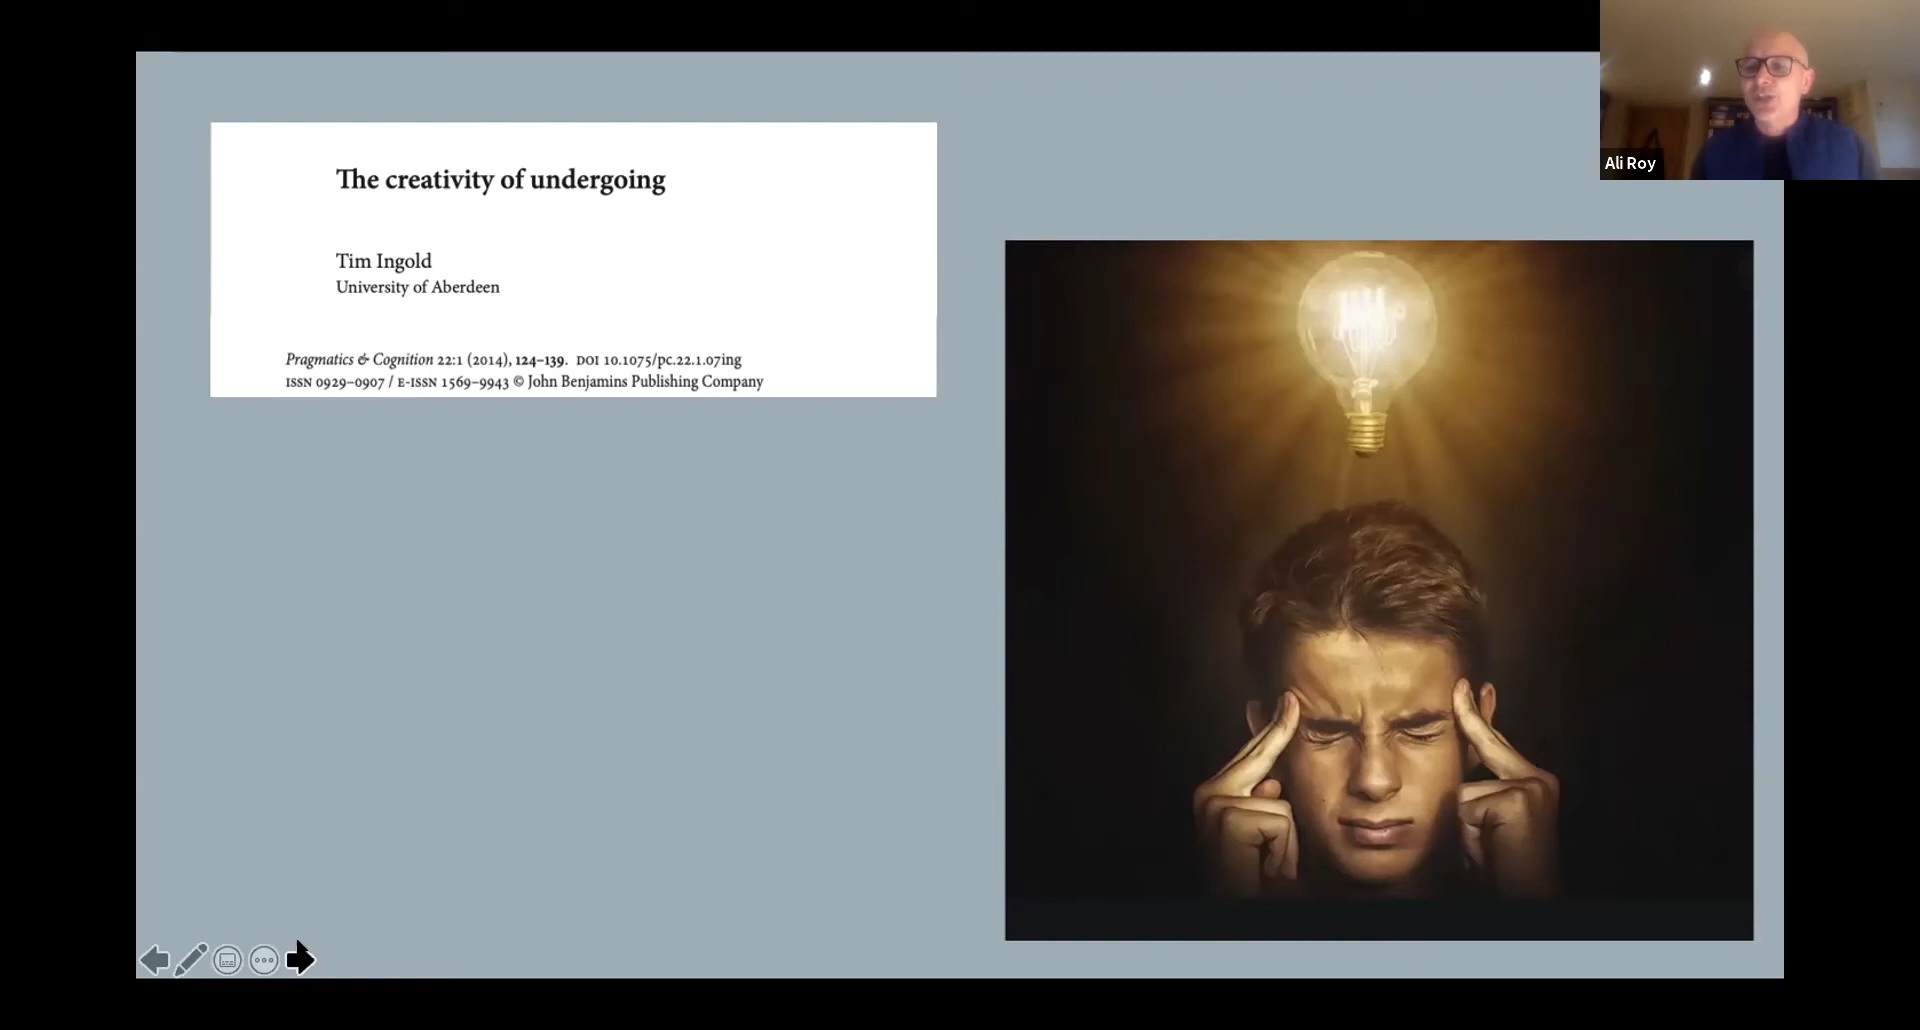 The creativity of undergoing
Tim Ingold
University of Aberdeen
Pragmatics & Cognition 22:1 (2014), 124–139. DOI 10.1075/pc.22.1.07ing
ISSN 0929–0907 / E-ISSN 1569–9943 © John Benjamins Publishing Company
Ali Roy